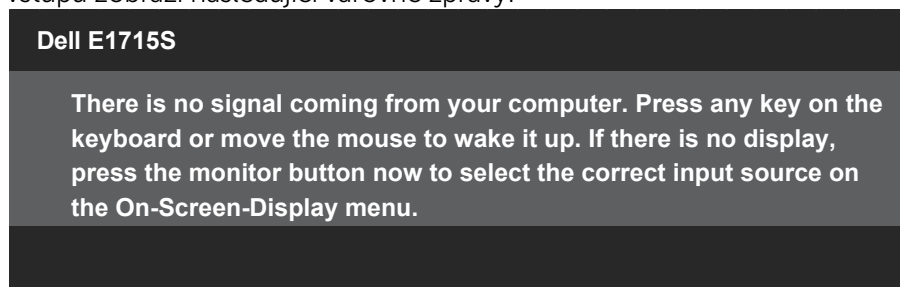 Dell E1715S
There is no signal coming from your computer. Press any key on the
keyboard or move the mouse to wake it up. If there is no display,
press the monitor button now to select the correct input source on
the On-Screen-Display menu.